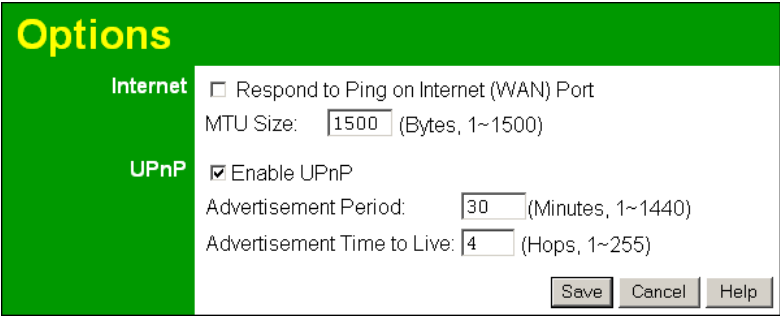 Options
Internet
Respond to Ping on Internet (WAN) Port
MTU Size: 1500 (Bytes, 1~1500)
UPnP
Enable UPnP
Advertisement Period: 30 (Minutes, 1~1440)
Advertisement Time to Live: 4 (Hops, 1~255)
Save Cancel Help